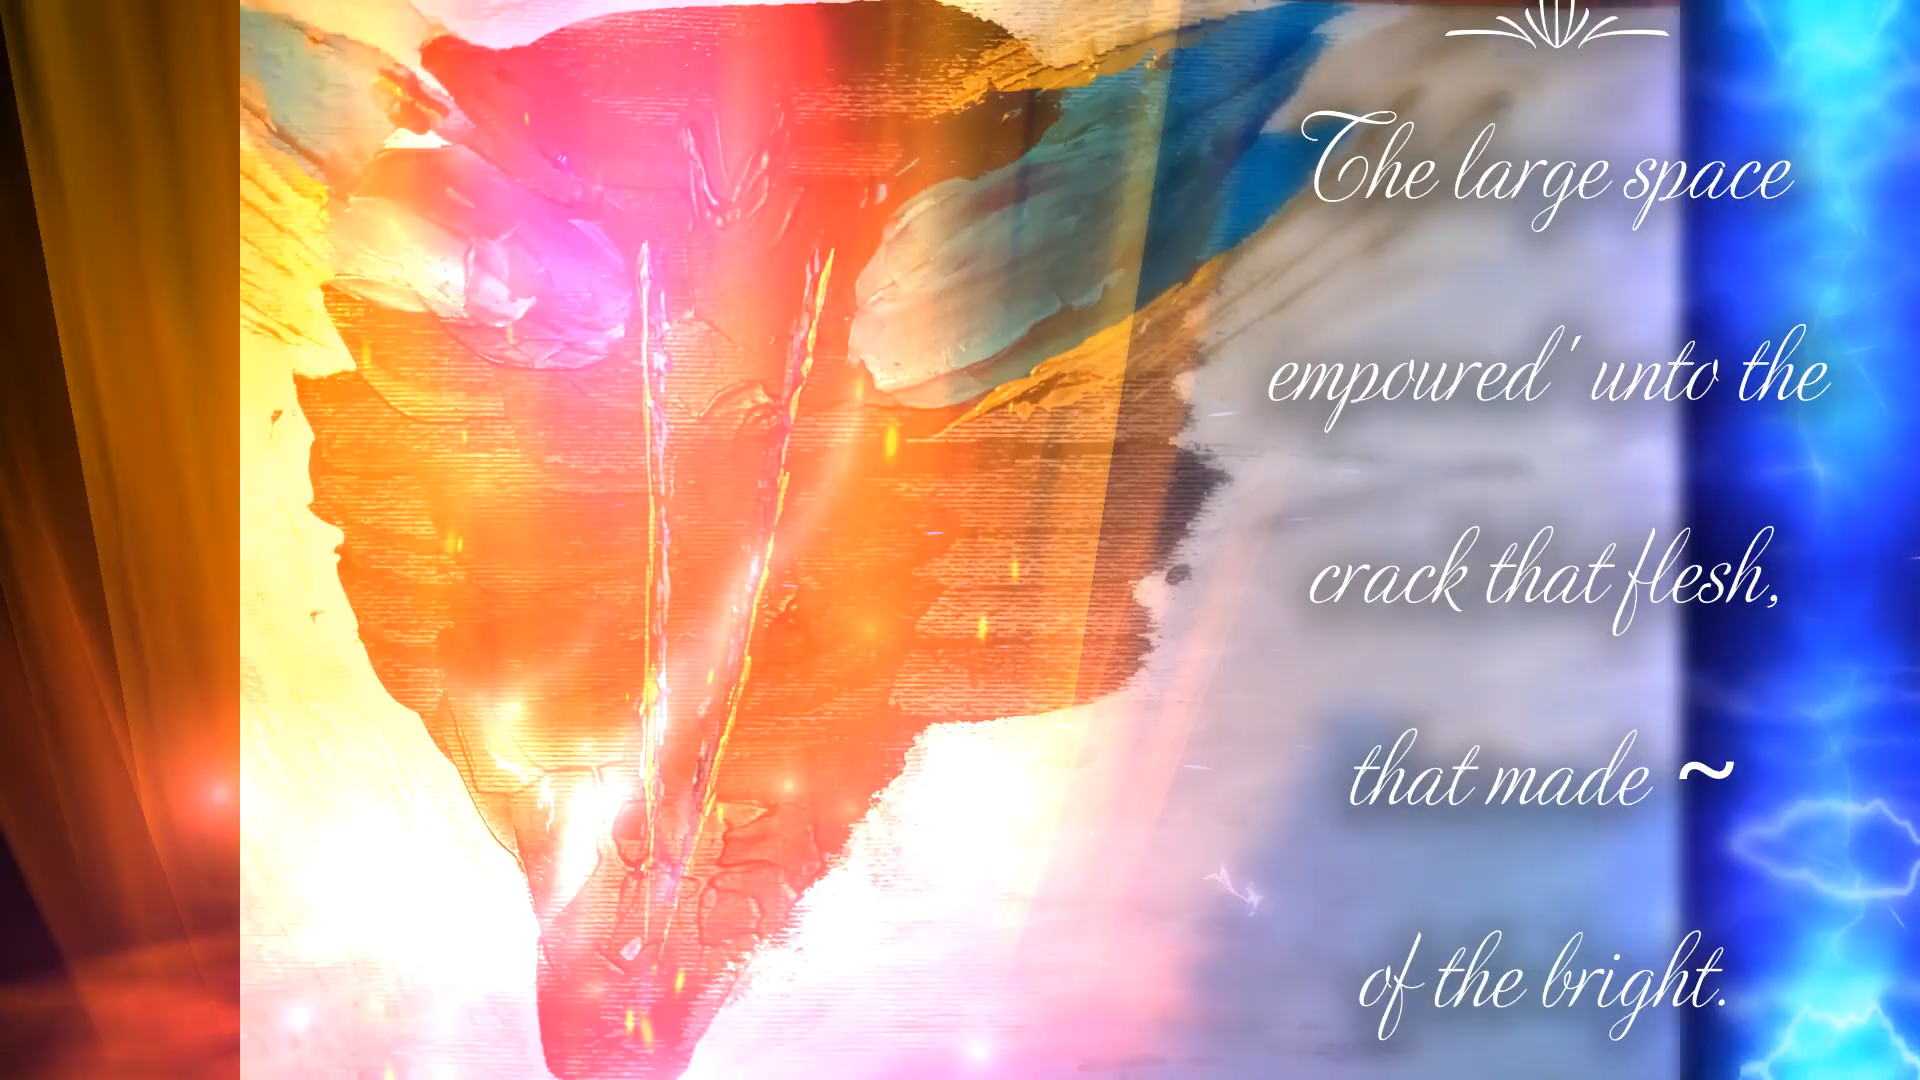 The large space
empoured' unto the
crack that flesh,
that made ~
of the bright.